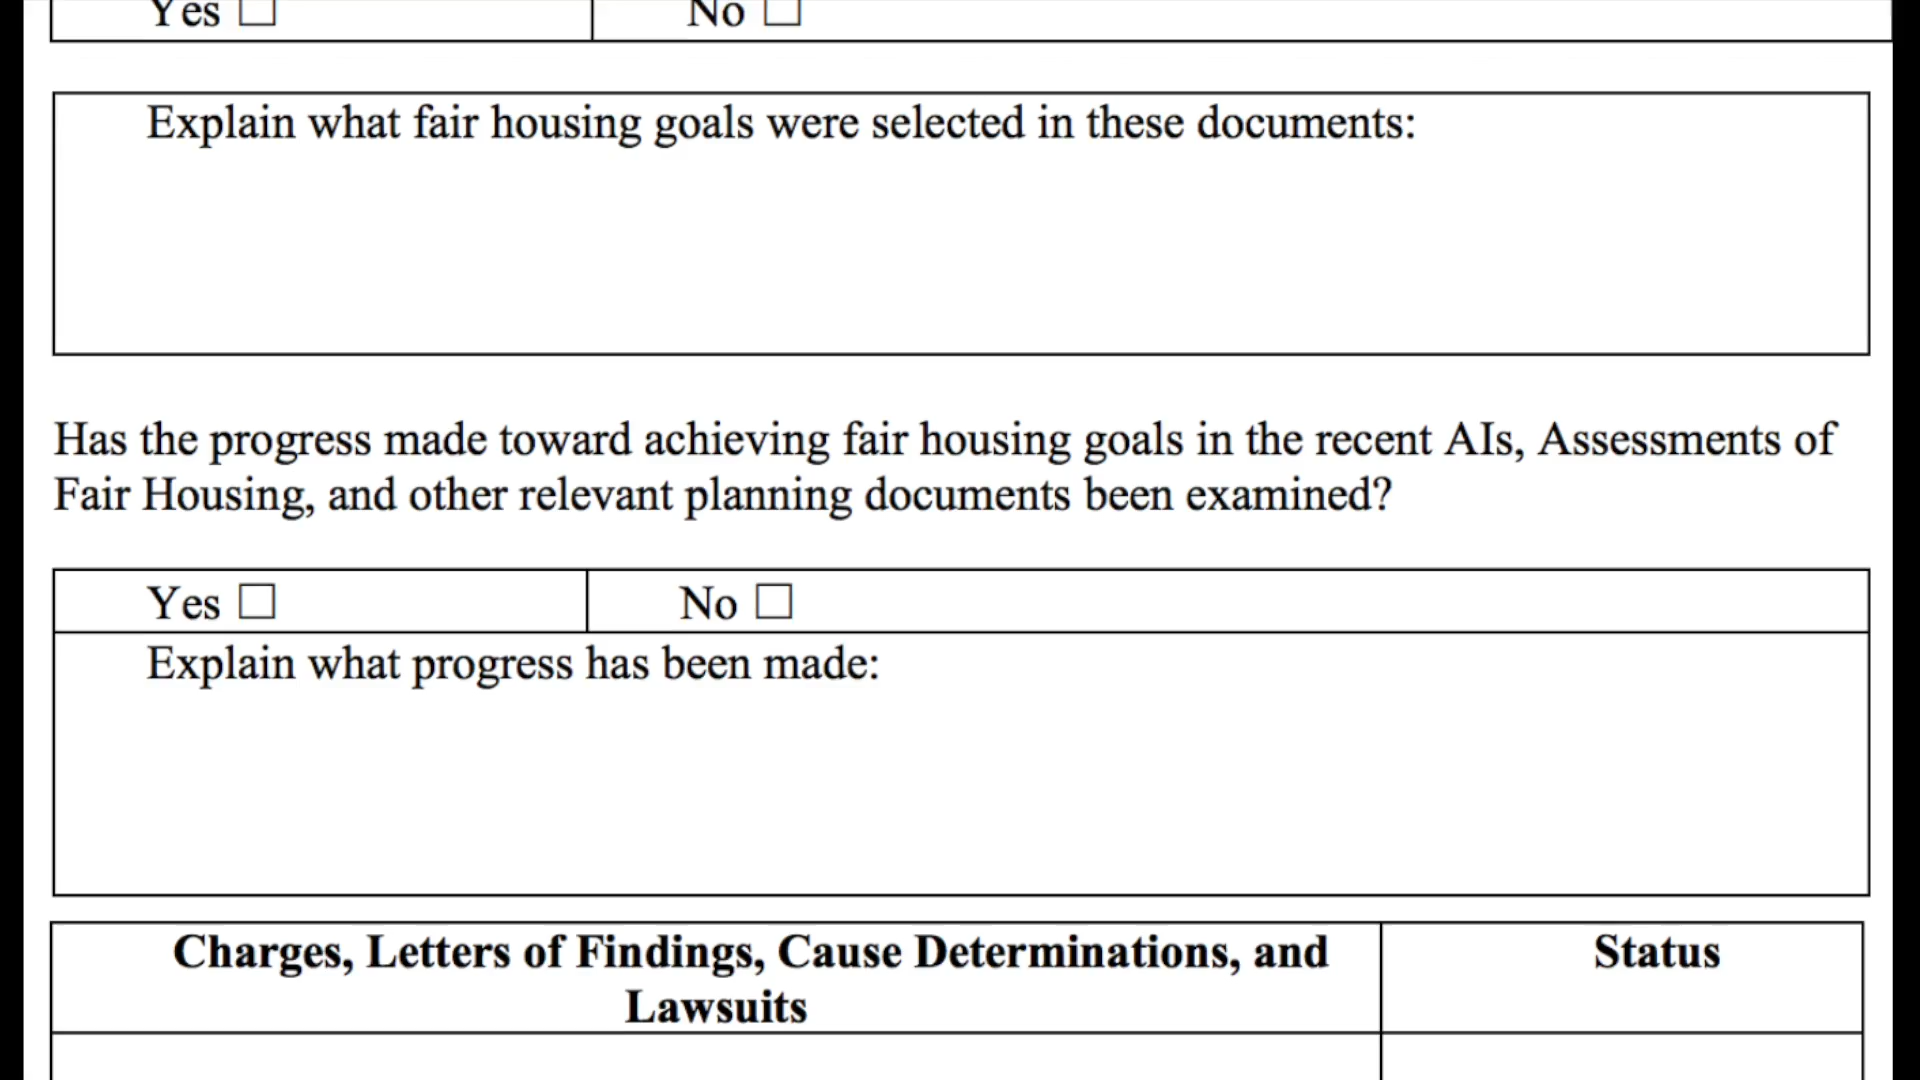 Yes ☐ No ☐
Explain what fair housing goals were selected in these documents:
Has the progress made toward achieving fair housing goals in the recent AIs, Assessments of
Fair Housing, and other relevant planning documents been examined?
Yes ☐ No ☐
Explain what progress has been made:
Charges, Letters of Findings, Cause Determinations, and
Lawsuits
Status